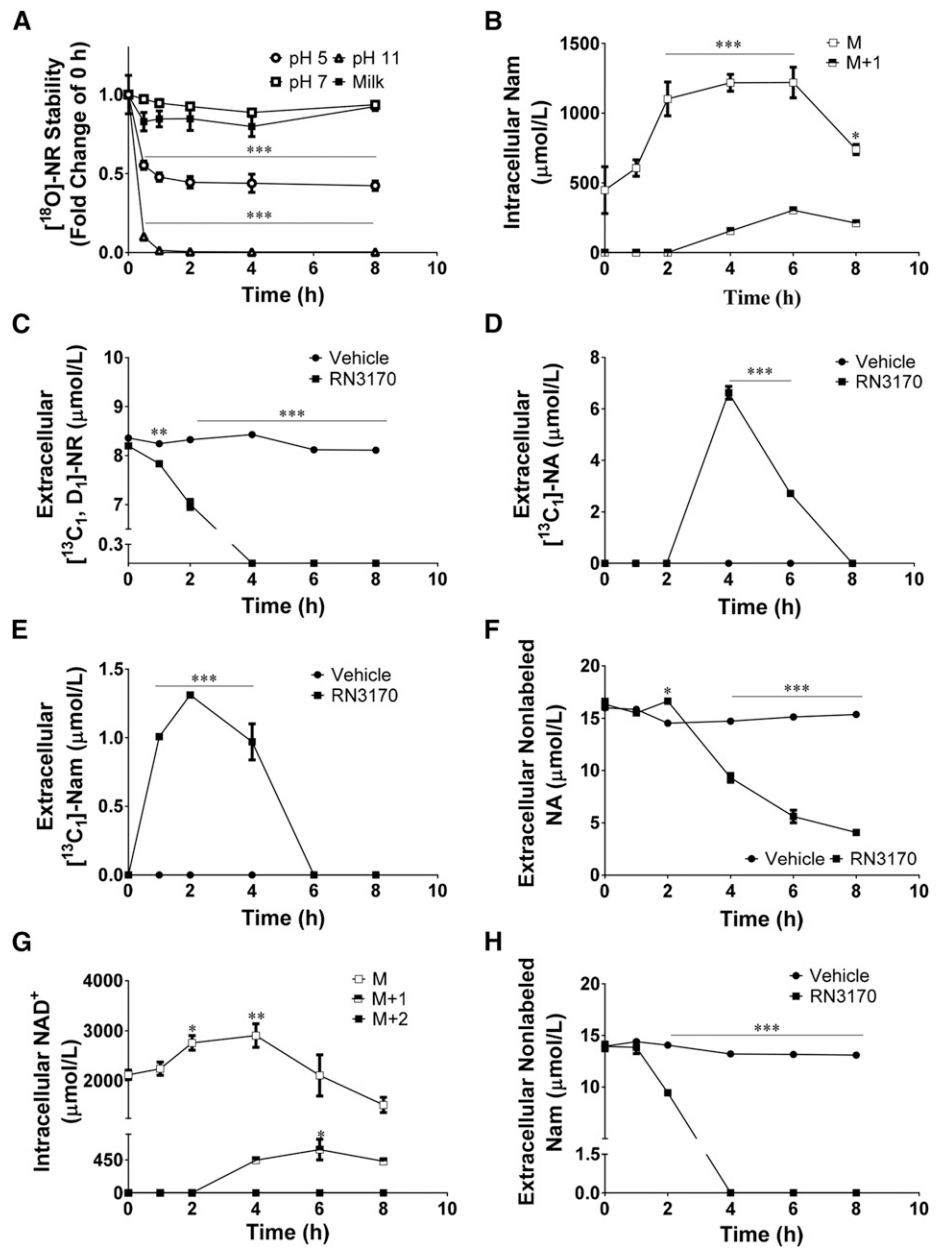 A
[18O]-NR Stability
(Fold Change of 0 h)
1.0
0.5
0.0
pH 5
pH 11
pH 7
Milk
***
***
0 2 4 6 8 10
Time (h)
B
Intracellular Nam
(μmol/L)
1500
1000
500
0
M
M+1
***
*
0 2 4 6 8 10
Time (h)
C
Extracellular
[13C1, D1]-NR (μmol/L)
10
9
8
7
0.3
Vehicle
RN3170
**
***
0 2 4 6 8 10
Time (h)
D
Extracellular
[13C1]-NA (μmol/L)
8
6
4
2
0
Vehicle
RN3170
***
0 2 4 6 8 10
Time (h)
E
Extracellular
[13C1]-Nam (μmol/L)
1.5
1.0
0.5
0.0
Vehicle
RN3170
***
0 2 4 6 8 10
Time (h)
F
Extracellular Nonlabeled
NA (μmol/L)
20
15
10
5
0
*
***
Vehicle RN3170
0 2 4 6 8 10
Time (h)
G
Intracellular NAD+
(μmol/L)
4000
3000
2000
450
0
M
M+1
M+2
*
**
*
0 2 4 6 8 10
Time (h)
H
Extracellular Nonlabeled
Nam (μmol/L)
20
15
10
1.5
0.0
Vehicle
RN3170
***
0 2 4 6 8 10
Time (h)